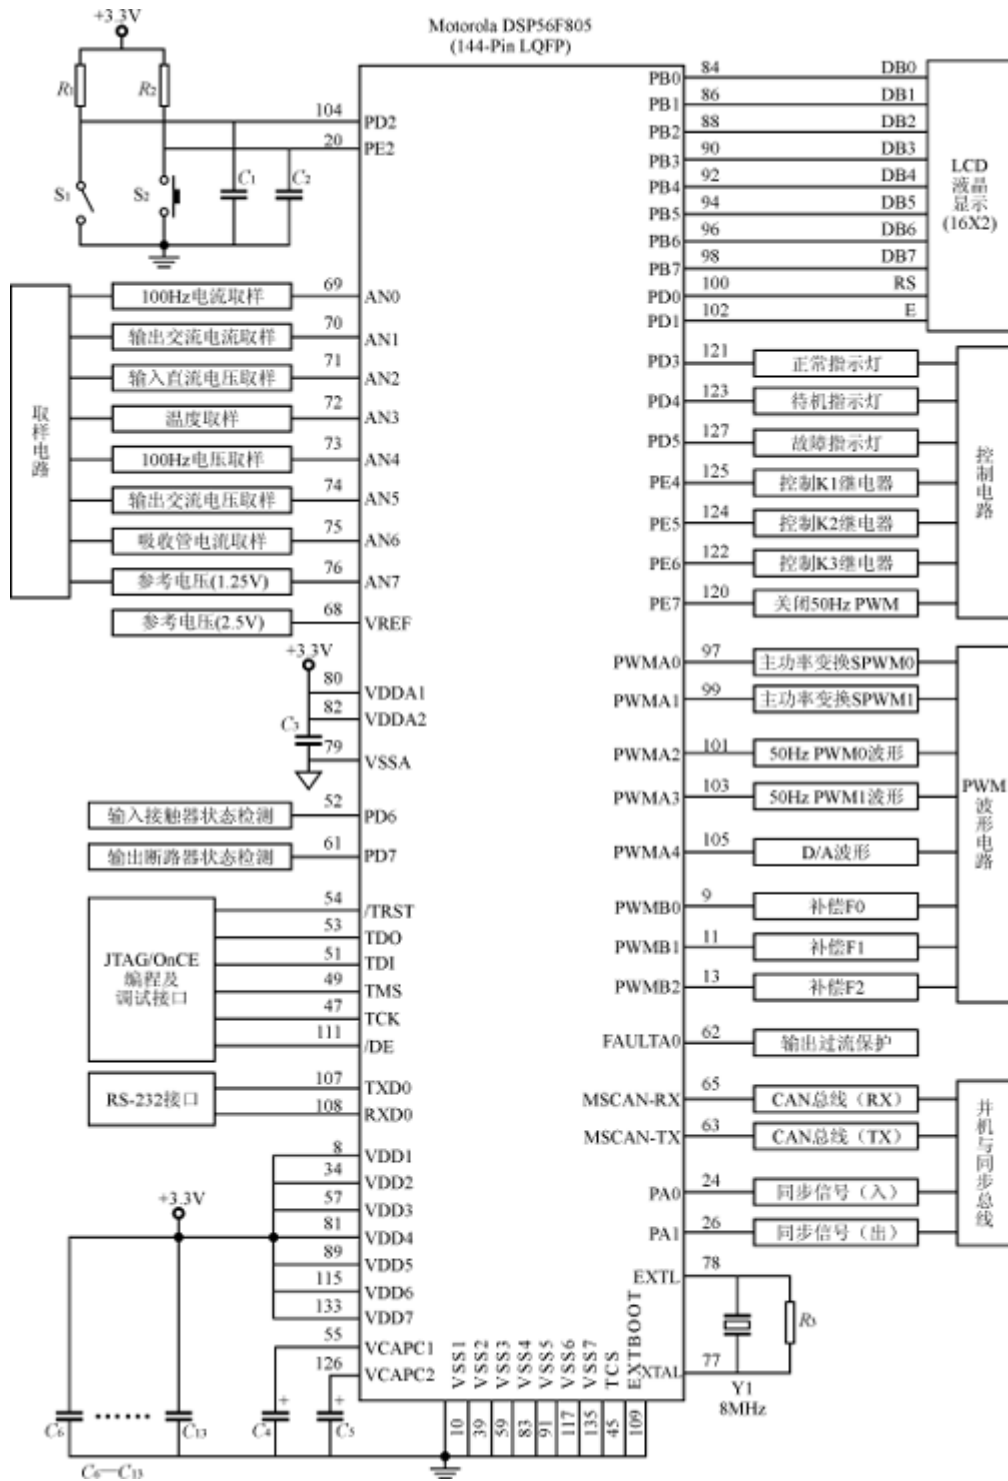 +3.3V
Motorola DSP56F805
(144-Pin LQFP)
R1
R2
S1
S2
C1
C2
104
PD2
20
PE2
取样电路
100Hz电流取样
69
AN0
输出交流电流取样
70
AN1
输入直流电压取样
71
AN2
温度取样
72
AN3
100Hz电压取样
73
AN4
输出交流电压取样
74
AN5
吸收管电流取样
75
AN6
参考电压(1.25V)
76
AN7
参考电压(2.5V)
68
VREF
+3.3V
80
VDDA1
82
VDDA2
C3
79
VSSA
输入接触器状态检测
52
PD6
输出断路器状态检测
61
PD7
JTAG/OnCE
编程及
调试接口
54
/TRST
53
TDO
51
TDI
49
TMS
47
TCK
111
/DE
RS-232接口
107
TXD0
108
RXD0
8
VDD1
34
VDD2
57
VDD3
+3.3V
81
VDD4
89
VDD5
115
VDD6
133
VDD7
55
VCAPC1
126
VCAPC2
C6
……
C13
C4
+
C5
+
C6—C13
PB0
84
DB0
PB1
86
DB1
PB2
88
DB2
PB3
90
DB3
PB4
92
DB4
PB5
94
DB5
PB6
96
DB6
PB7
98
DB7
PD0
100
RS
PD1
102
E
LCD
液晶
显示
(16X2)
PD3
121
正常指示灯
PD4
123
待机指示灯
PD5
127
故障指示灯
PE4
125
控制K1继电器
PE5
124
控制K2继电器
PE6
122
控制K3继电器
PE7
120
关闭50Hz PWM
控制电路
PWMA0
97
主功率变换SPWM0
PWMA1
99
主功率变换SPWM1
PWMA2
101
50Hz PWM0波形
PWMA3
103
50Hz PWM1波形
PWMA4
105
D/A波形
PWMB0
9
补偿F0
PWMB1
11
补偿F1
PWMB2
13
补偿F2
PWM
波形电路
FAULTA0
62
输出过流保护
MSCAN-RX
65
CAN总线（RX）
MSCAN-TX
63
CAN总线（TX）
PA0
24
同步信号（入）
PA1
26
同步信号（出）
并机与同步总线
EXTL
78
XTAL
77
R3
Y1
8MHz
VSS1
VSS2
VSS3
VSS4
VSS5
VSS6
VSS7
TCS
EXTBOOT
10
39
59
83
91
117
135
45
109